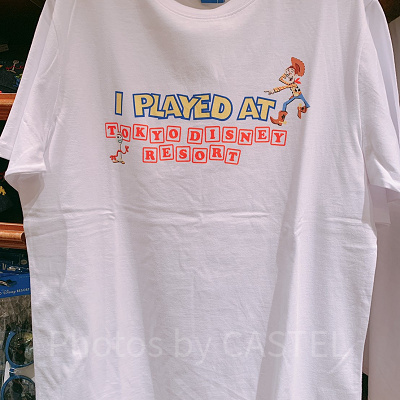 I PLAYED AT
TOKYO DISNEY
RESORT
Photos by CASTEL